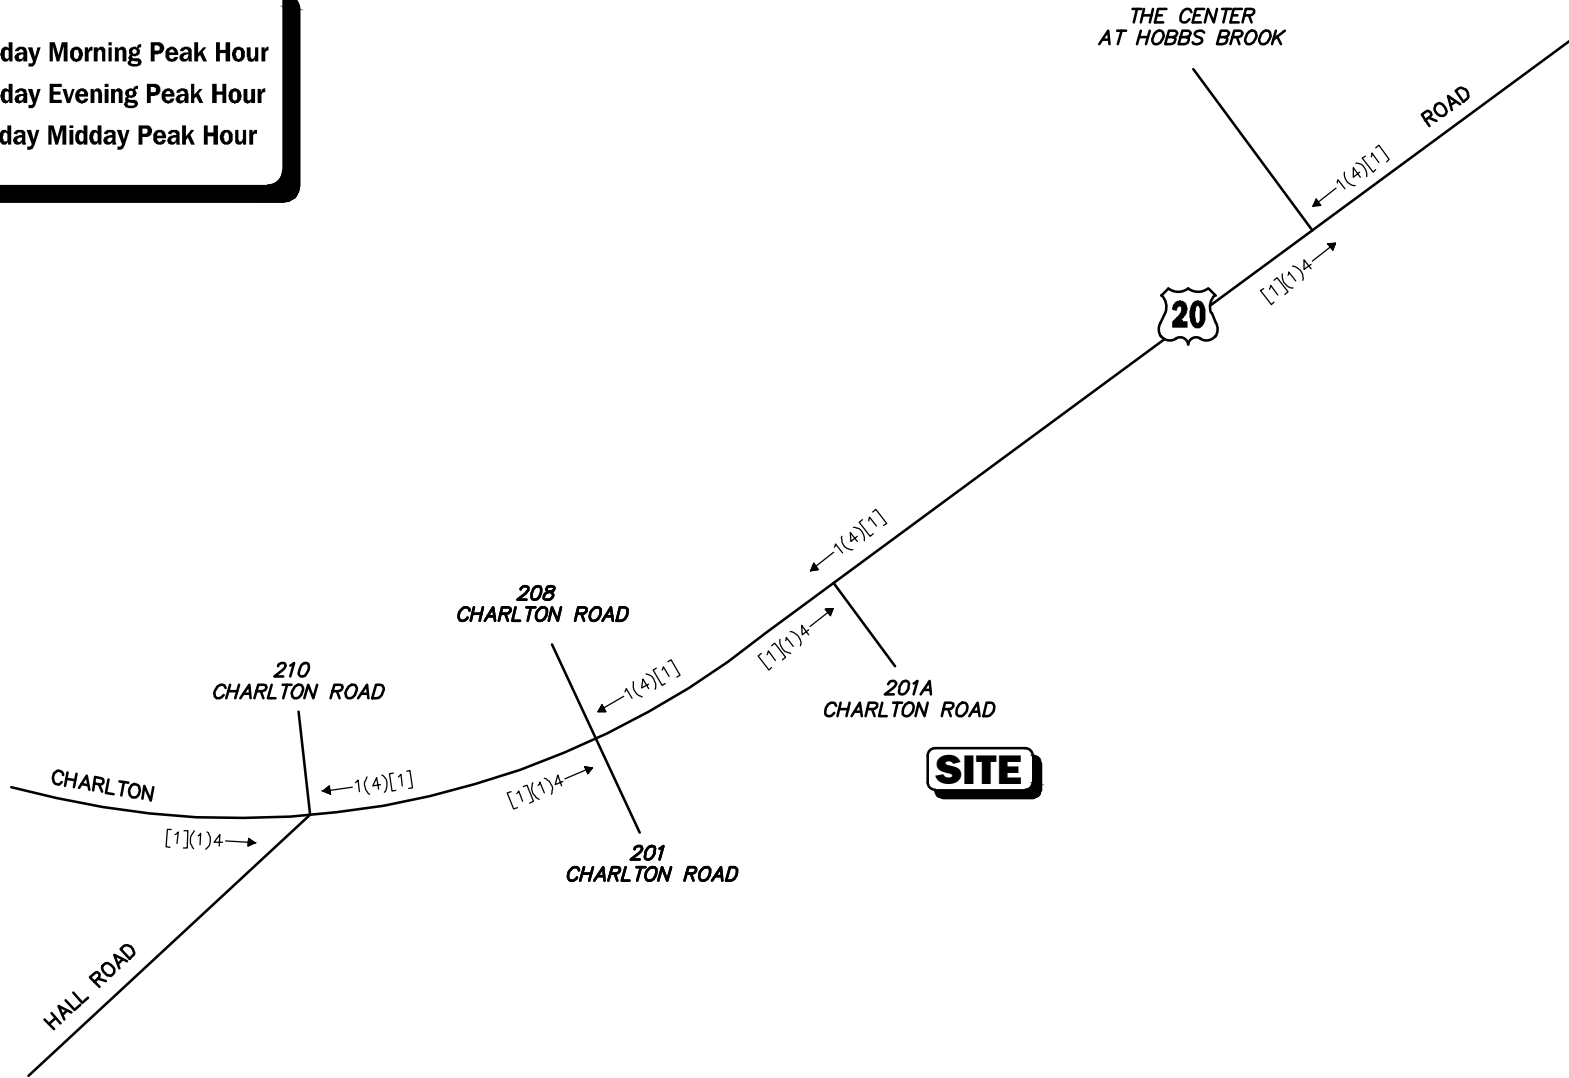 day Morning Peak Hour
day Evening Peak Hour
day Midday Peak Hour
THE CENTER
AT HOBBS BROOK
ROAD
1(4)[1]
[1](1)4
20
1(4)[1]
[1](1)4
208
CHARLTON ROAD
1(4)[1]
210
CHARLTON ROAD
201A
CHARLTON ROAD
SITE
CHARLTON
1(4)[1]
[1](1)4
[1](1)4
201
CHARLTON ROAD
HALL ROAD